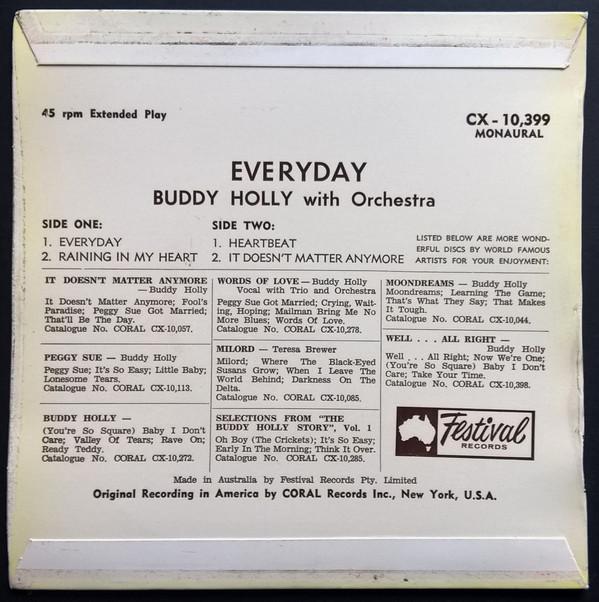 45 rpm Extended Play
CX - 10,399
MONAURAL
EVERYDAY
BUDDY HOLLY with Orchestra
SIDE ONE:
1. EVERYDAY
2. RAINING IN MY HEART
SIDE TWO:
1. HEARTBEAT
2. IT DOESN'T MATTER ANYMORE
LISTED BELOW ARE MORE WOND-
ERFUL DISCS BY WORLD FAMOUS
ARTISTS FOR YOUR ENJOYMENT:
IT DOESN'T MATTER ANYMORE
— Buddy Holly
It Doesn't Matter Anymore; Fool's
Paradise; Peggy Sue Got Married;
That'll Be The Day.
Catalogue No. CORAL CX-10,057.
PEGGY SUE — Buddy Holly
Peggy Sue; It's So Easy; Little Baby;
Lonesome Tears.
Catalogue No. CORAL CX-10,113.
BUDDY HOLLY —
(You're So Square) Baby I Don't
Care; Valley Of Tears; Rave On;
Ready Teddy.
Catalogue No. CORAL CX-10,272.
WORDS OF LOVE — Buddy Holly
Vocal with Trio and Orchestra
Peggy Sue Got Married; Crying, Wait-
ing, Hoping; Mailman Bring Me No
More Blues; Words Of Love.
Catalogue No. CORAL CX-10,278.
MILORD — Teresa Brewer
Milord; Where The Black-Eyed
Susans Grow; When I Leave The
World Behind; Darkness On The
Delta.
Catalogue No. CORAL CX-10,085.
SELECTIONS FROM "THE
BUDDY HOLLY STORY", Vol. 1
Oh Boy (The Crickets); It's So Easy;
Early In The Morning; Think It Over.
Catalogue No. CORAL CX-10,285.
MOONDREAMS — Buddy Holly
Moondreams; Learning The Game;
That's What They Say; That Makes
It Tough.
Catalogue No. CORAL CX-10,044.
WELL . . . ALL RIGHT —
Buddy Holly
Well . . . All Right; Now We're One;
(You're So Square) Baby I Don't
Care; Take Your Time.
Catalogue No. CORAL CX-10,398.
Festival
RECORDS
Made in Australia by Festival Records Pty. Limited
Original Recording in America by CORAL Records Inc., New York, U.S.A.